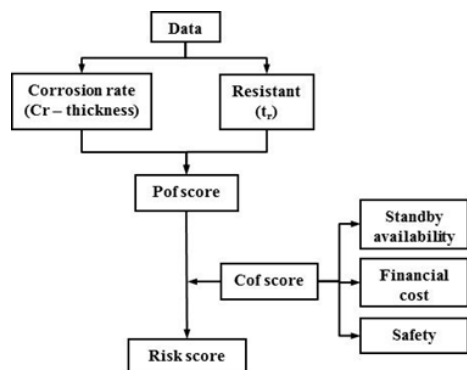 Data
Corrosion rate
(Cr – thickness)
Resistant
(tᵣ)
Pof score
Standby
availability
Cof score
Financial
cost
Safety
Risk score